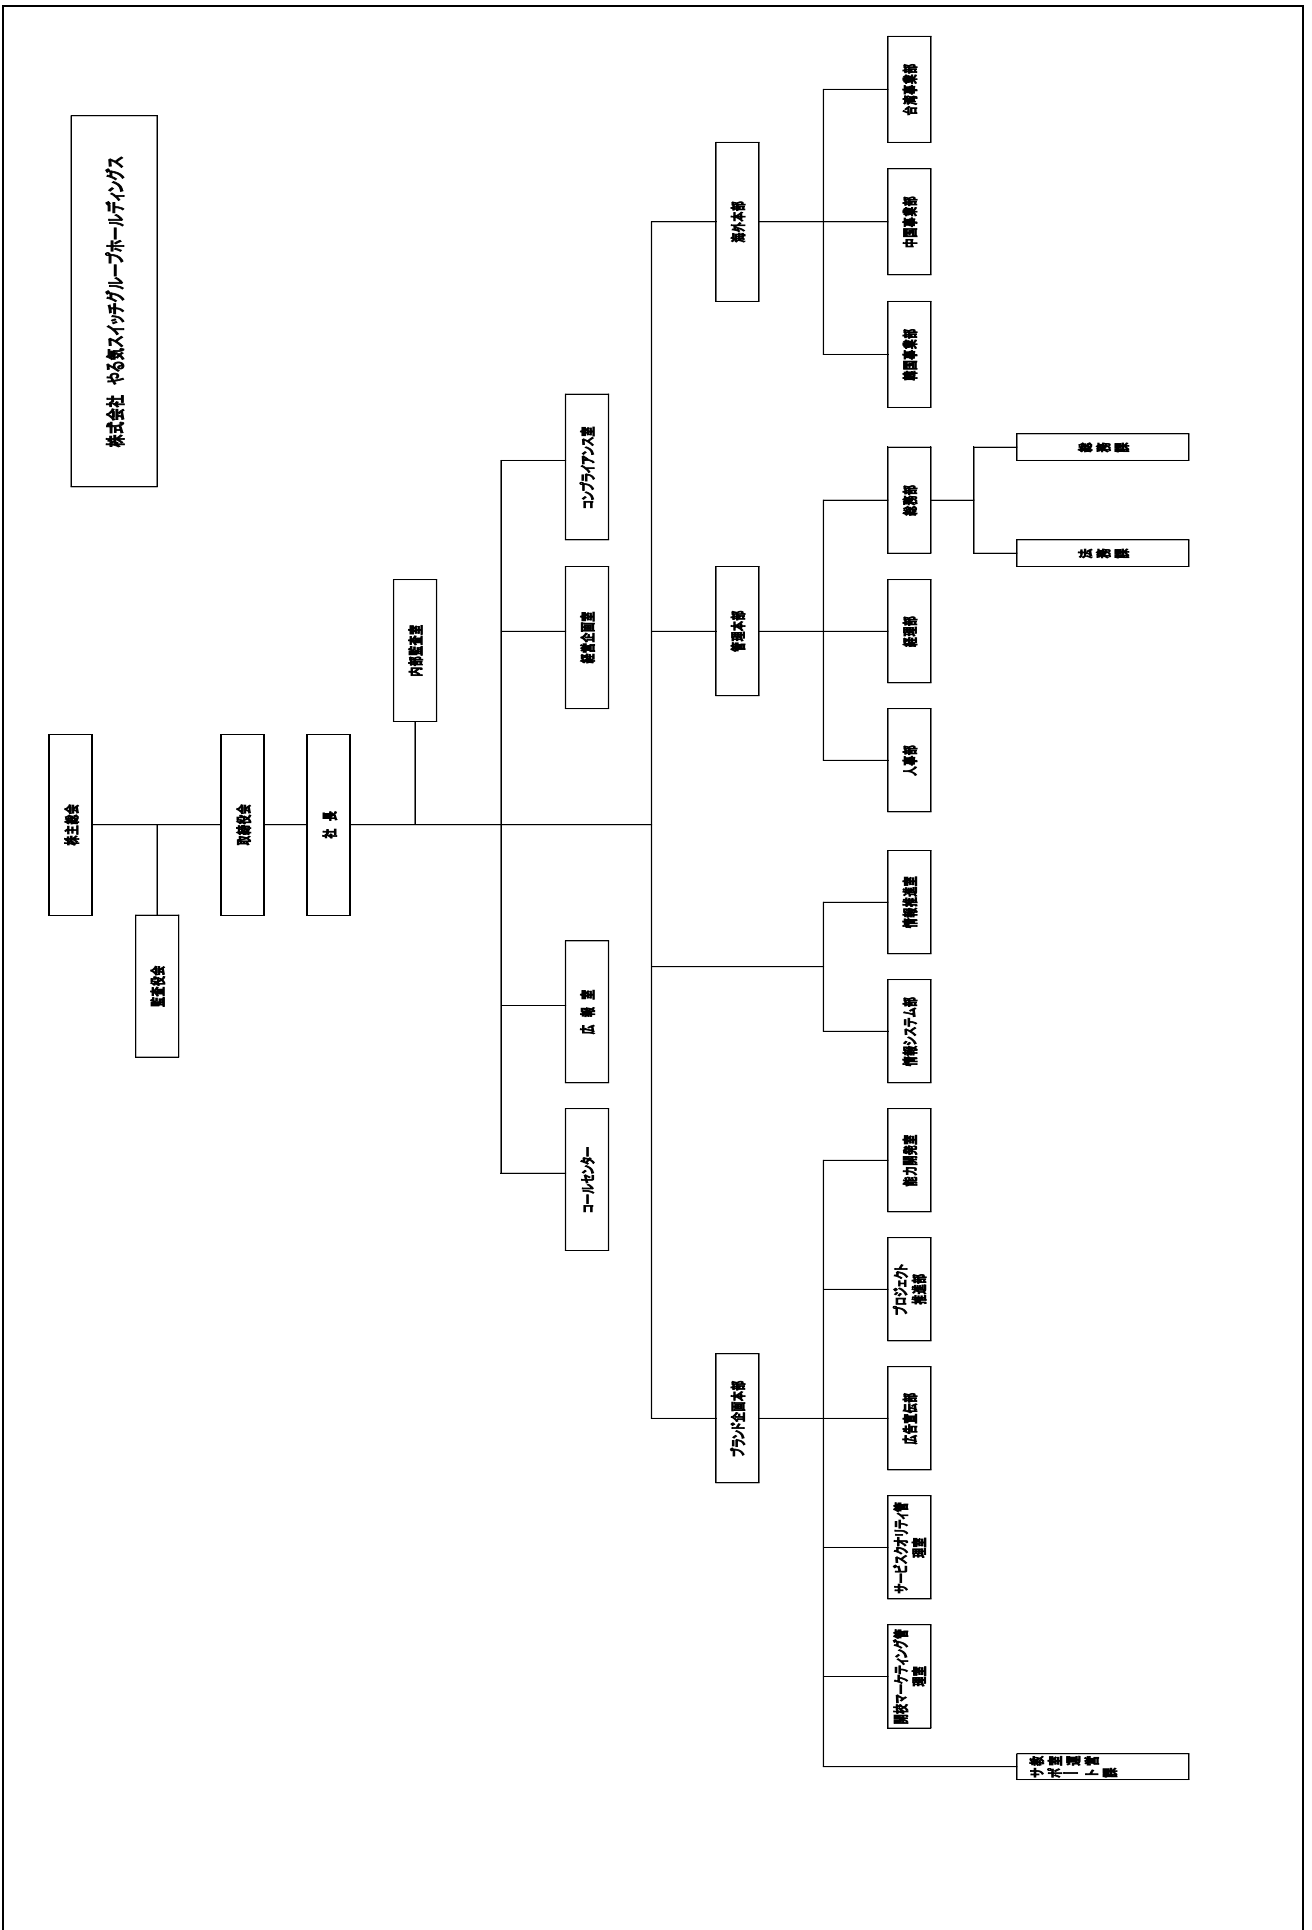 株式会社 やる気スイッチグループホールディングス
株主総会
監査役会
取締役会
社 長
内部監査室
コールセンター
広 報 室
経営企画室
コンプライアンス室
ブランド企画本部
管理本部
海外本部
開校マーケティング管
理室
サービスクオリティ管
理室
広告宣伝部
プロジェクト
推進部
能力開発室
情報システム部
情報推進室
人事部
経理部
総務部
韓国事業部
中国事業部
台湾事業部
教室運営
サポート課
法務課
総務課